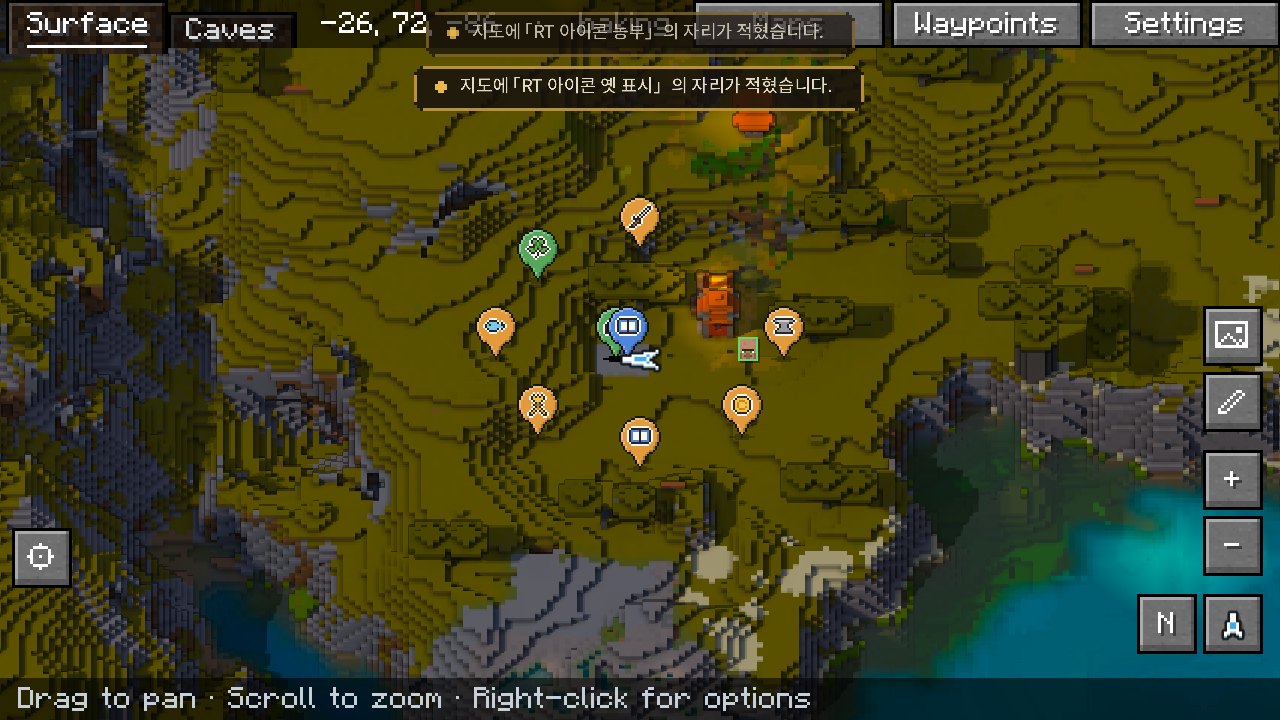 Surface
Caves
-26, 72, -86
Waypoints
Settings
지도에 「RT 아이콘 농부」 의 자리가 적혔습니다.
지도에 「RT 아이콘 옛 표시」 의 자리가 적혔습니다.
+
−
N
Drag to pan · Scroll to zoom · Right-click for options